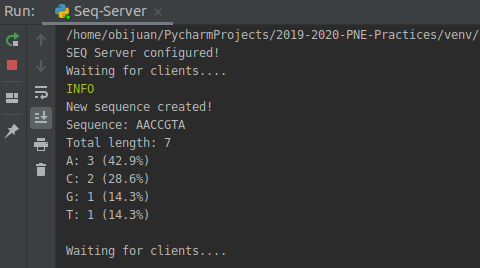 Run: Seq-Server ×
/home/obijuan/PycharmProjects/2019-2020-PNE-Practices/venv/
SEQ Server configured!
Waiting for clients....
INFO
New sequence created!
Sequence: AACCGTA
Total length: 7
A: 3 (42.9%)
C: 2 (28.6%)
G: 1 (14.3%)
T: 1 (14.3%)
Waiting for clients....